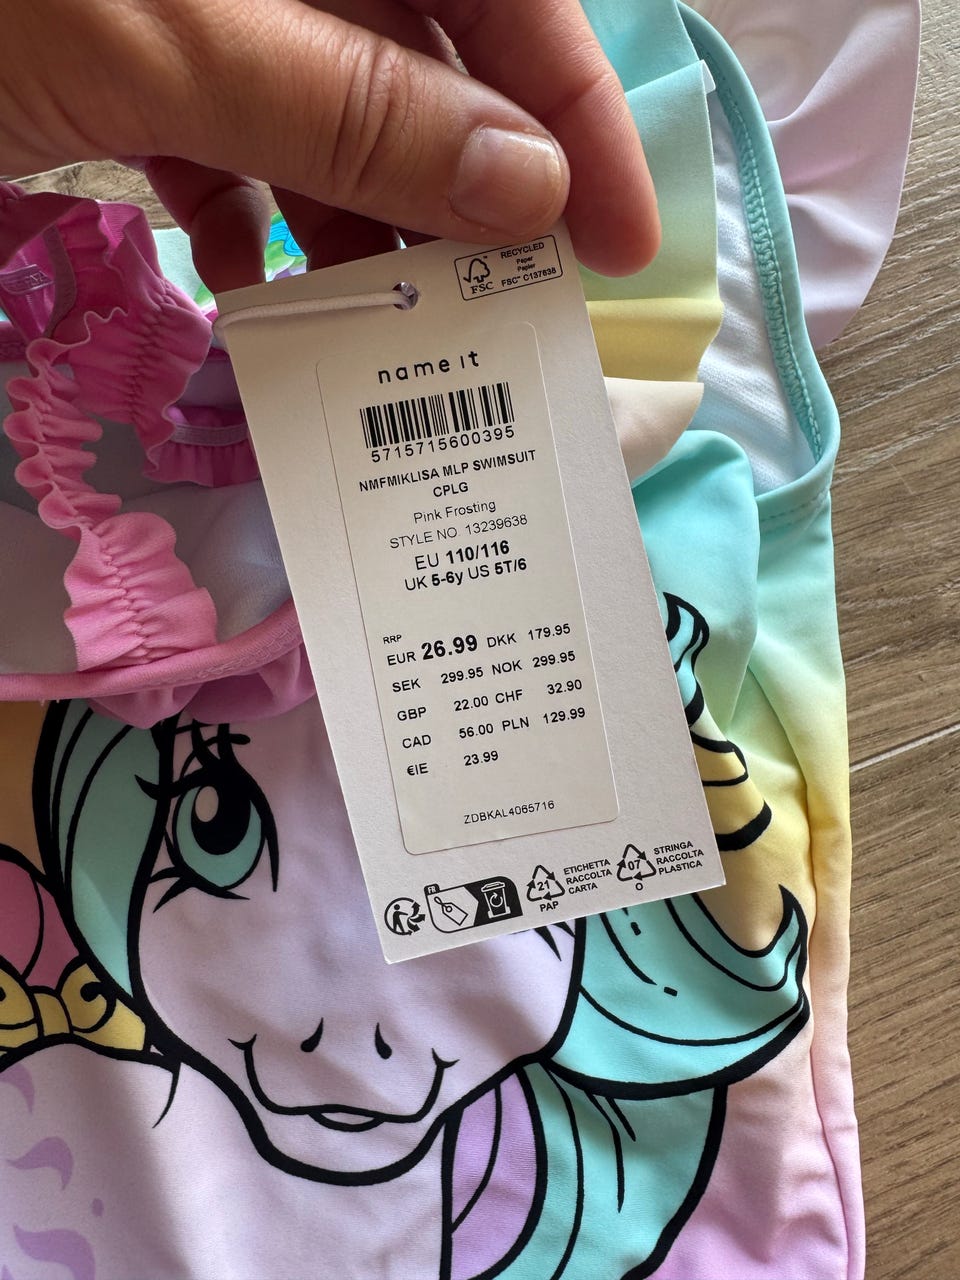 RECYCLED
Paper
Papier
FSC™ C137638
FSC
name it
5715715600395
NMFMIKLISA MLP SWIMSUIT
CPLG
Pink Frosting
STYLE NO 13239638
EU 110/116
UK 5-6y US 5T/6
RRP
EUR 26.99 DKK 179.95
SEK 299.95 NOK 299.95
GBP 22.00 CHF 32.90
CAD 56.00 PLN 129.99
€IE 23.99
ZDBKAL4065716
FR
21
PAP
ETICHETTA
RACCOLTA
CARTA
07
O
STRINGA
RACCOLTA
PLASTICA